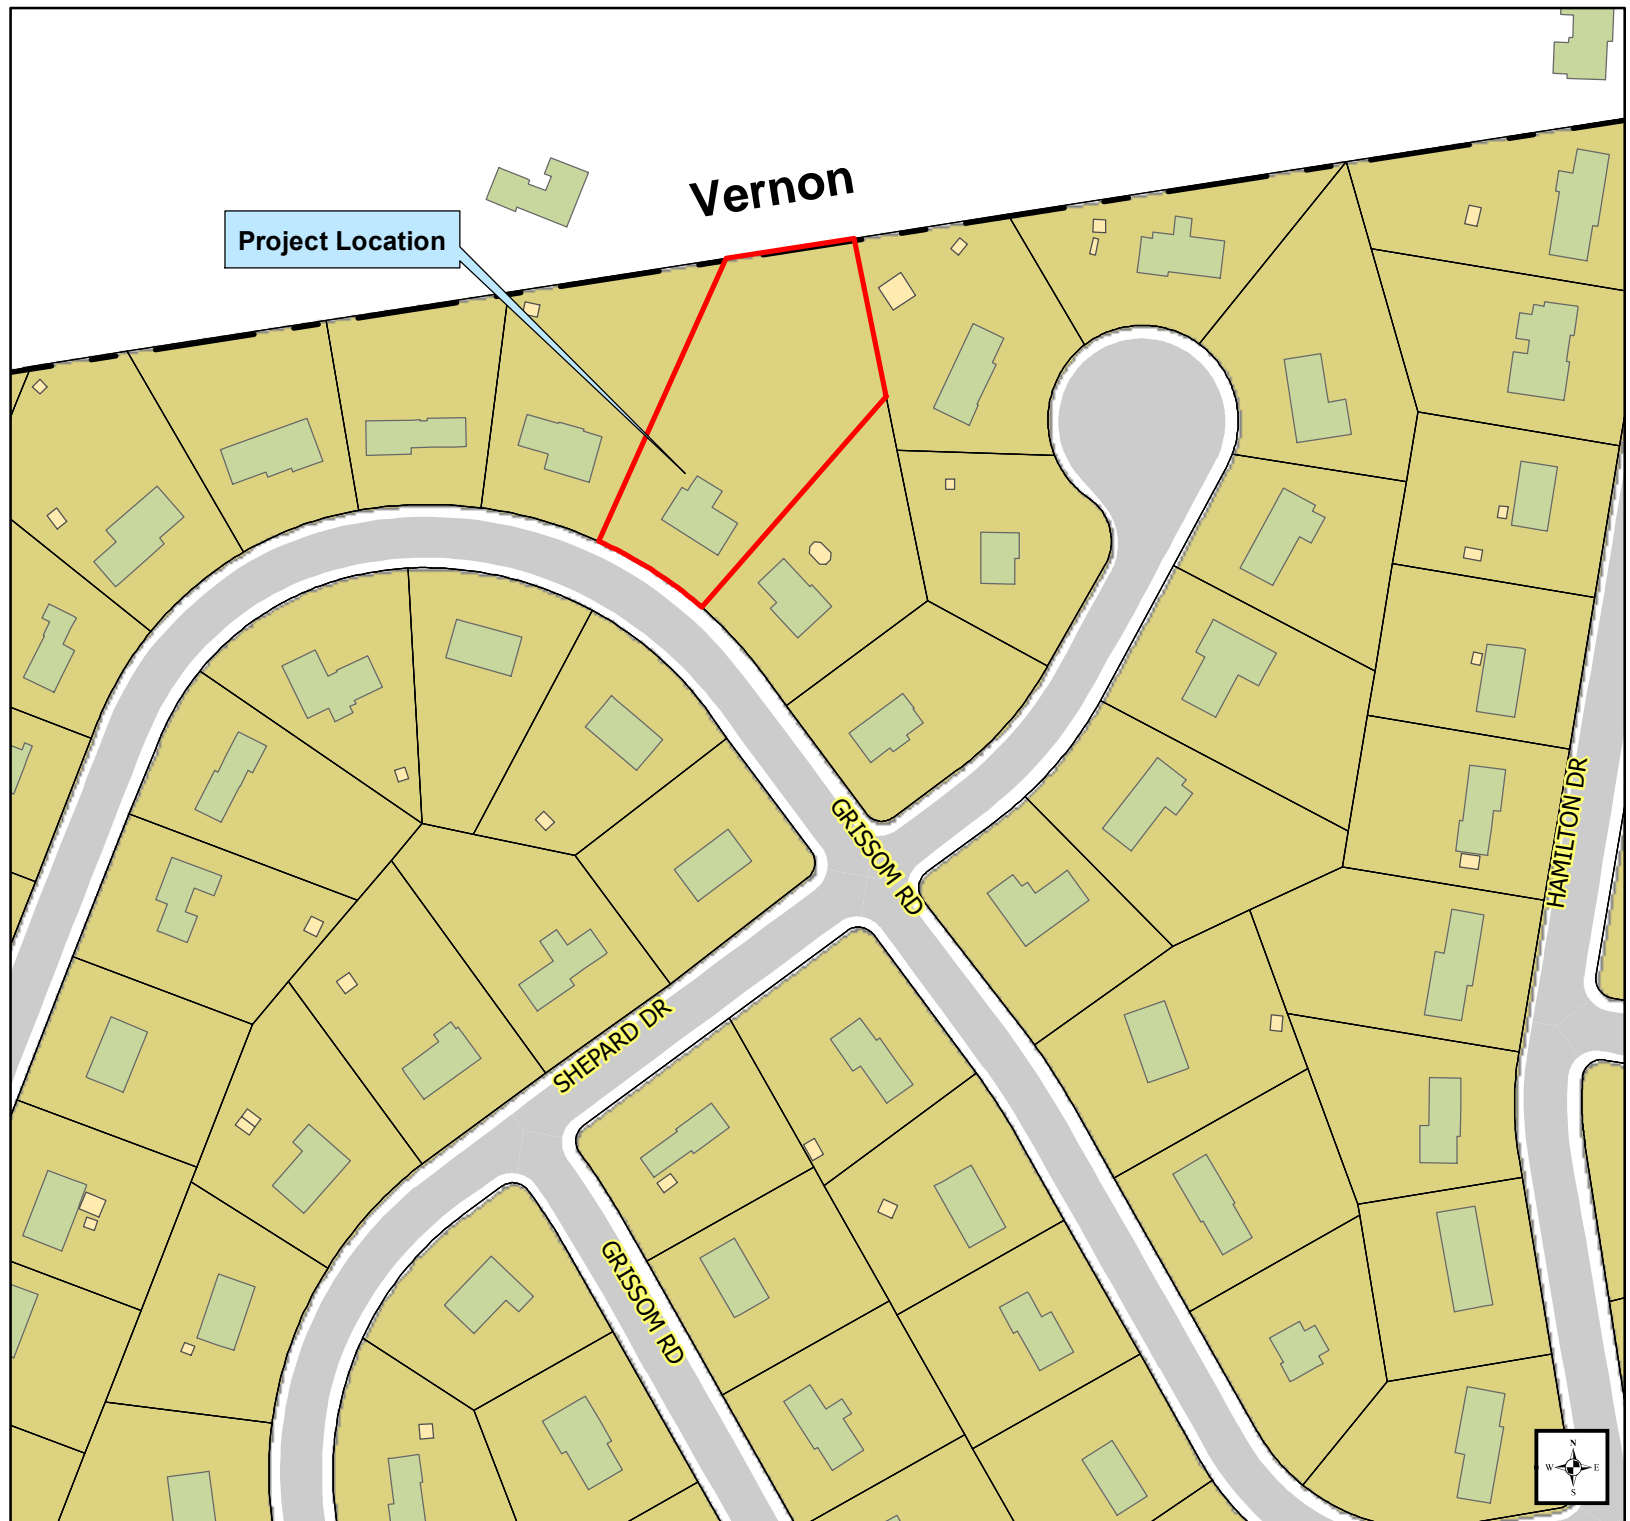 Vernon
Project Location
GRISSOM RD
HAMILTON DR
SHEPARD DR
GRISSOM RD
N
W E
S